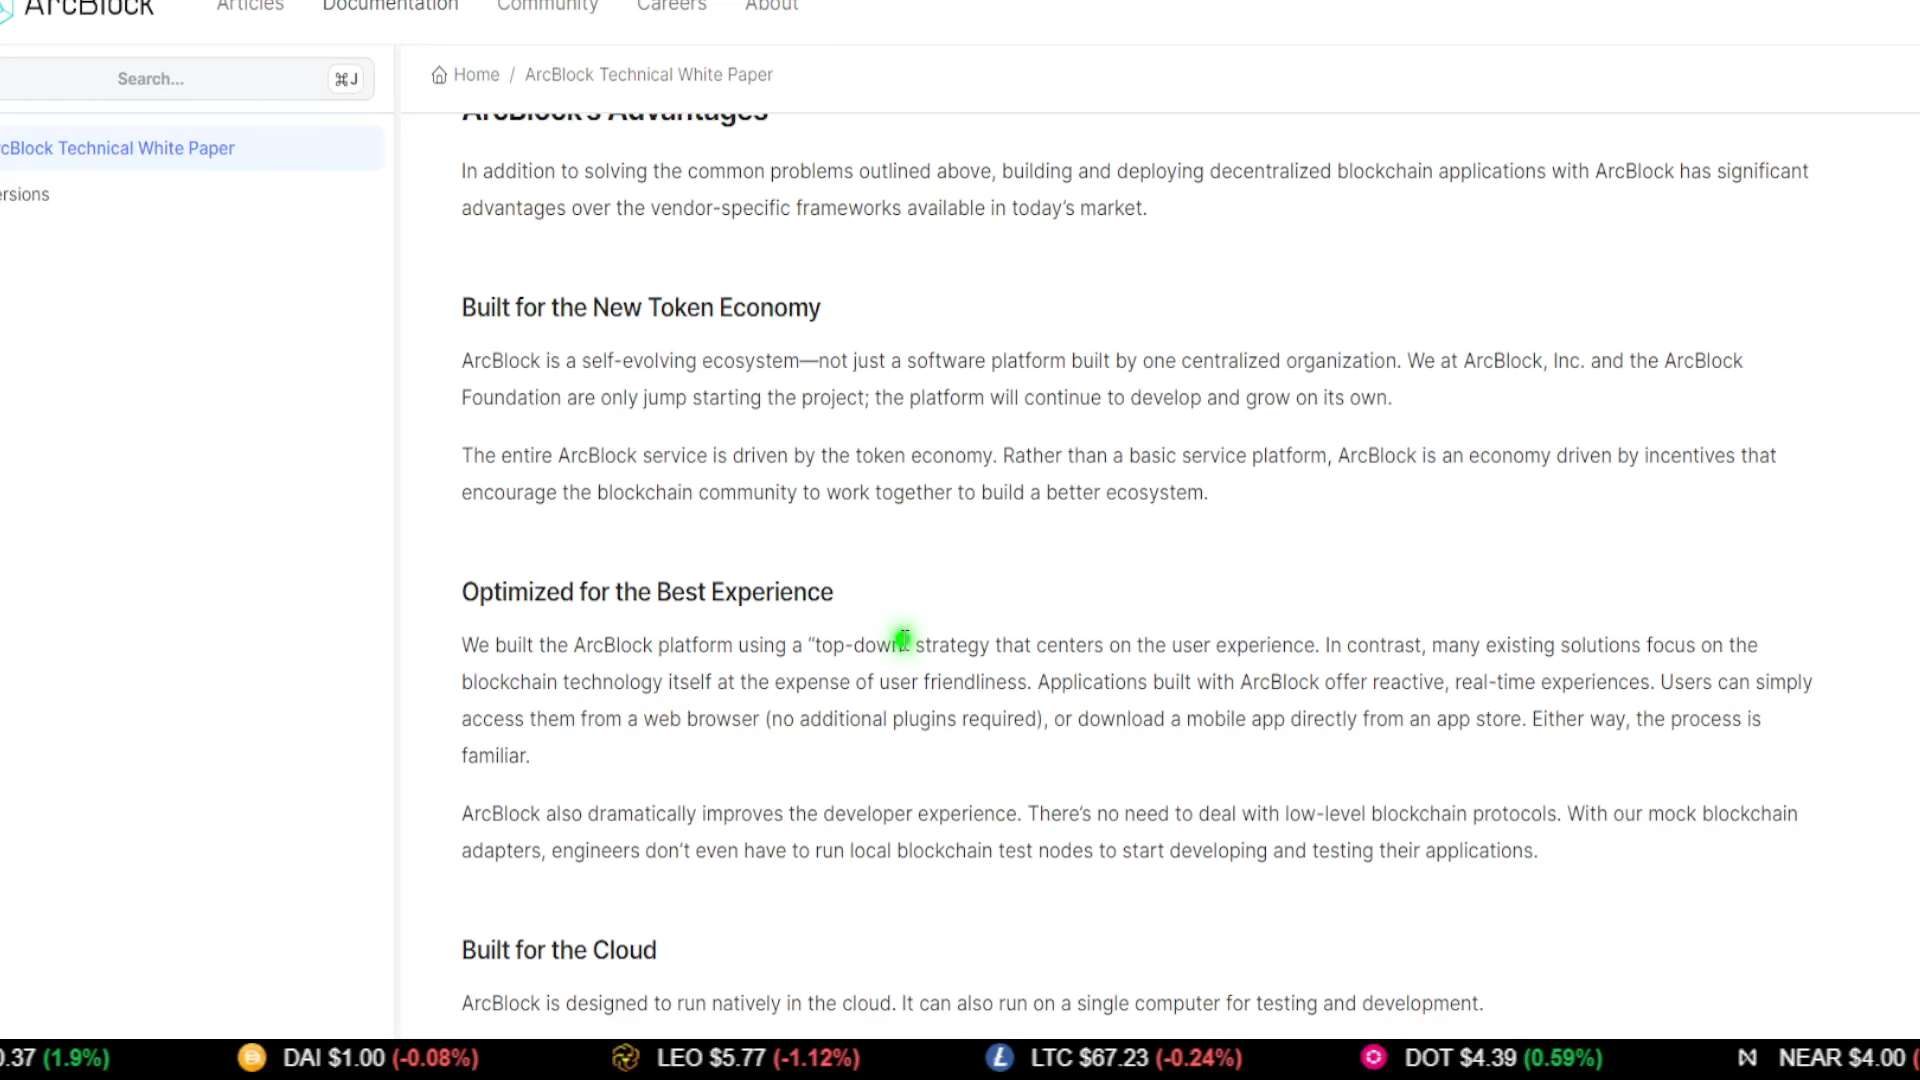 ArcBlock
Articles
Documentation
Community
Careers
About
Search...
⌘J
Home / ArcBlock Technical White Paper
rcBlock Technical White Paper
ersions
ArcBlock's Advantages
In addition to solving the common problems outlined above, building and deploying decentralized blockchain applications with ArcBlock has significant
advantages over the vendor-specific frameworks available in today’s market.
Built for the New Token Economy
ArcBlock is a self-evolving ecosystem—not just a software platform built by one centralized organization. We at ArcBlock, Inc. and the ArcBlock
Foundation are only jump starting the project; the platform will continue to develop and grow on its own.
The entire ArcBlock service is driven by the token economy. Rather than a basic service platform, ArcBlock is an economy driven by incentives that
encourage the blockchain community to work together to build a better ecosystem.
Optimized for the Best Experience
We built the ArcBlock platform using a “top-down” strategy that centers on the user experience. In contrast, many existing solutions focus on the
blockchain technology itself at the expense of user friendliness. Applications built with ArcBlock offer reactive, real-time experiences. Users can simply
access them from a web browser (no additional plugins required), or download a mobile app directly from an app store. Either way, the process is
familiar.
ArcBlock also dramatically improves the developer experience. There’s no need to deal with low-level blockchain protocols. With our mock blockchain
adapters, engineers don’t even have to run local blockchain test nodes to start developing and testing their applications.
Built for the Cloud
ArcBlock is designed to run natively in the cloud. It can also run on a single computer for testing and development.
0.37 (1.9%) DAI $1.00 (-0.08%) LEO $5.77 (-1.12%) LTC $67.23 (-0.24%) DOT $4.39 (0.59%) NEAR $4.00 (